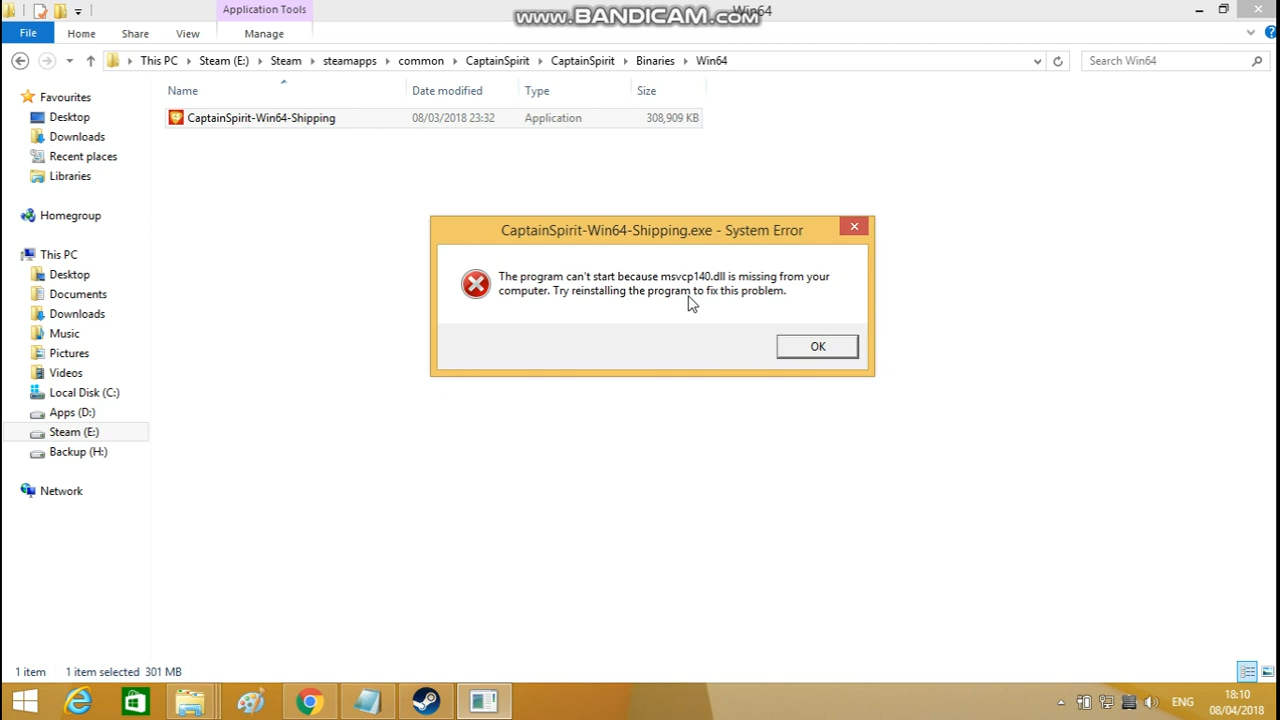 Application Tools
www.BANDICAM.com
Win64
File
Home
Share
View
Manage
This PC
Steam (E:)
Steam
steamapps
common
CaptainSpirit
CaptainSpirit
Binaries
Win64
Search Win64
Name
Date modified
Type
Size
CaptainSpirit-Win64-Shipping
08/03/2018 23:32
Application
308,909 KB
Favourites
Desktop
Downloads
Recent places
Libraries
Homegroup
This PC
Desktop
Documents
Downloads
Music
Pictures
Videos
Local Disk (C:)
Apps (D:)
Steam (E:)
Backup (H:)
Network
CaptainSpirit-Win64-Shipping.exe - System Error
The program can't start because msvcp140.dll is missing from your
computer. Try reinstalling the program to fix this problem.
OK
1 item
1 item selected 301 MB
ENG
18:10
08/04/2018